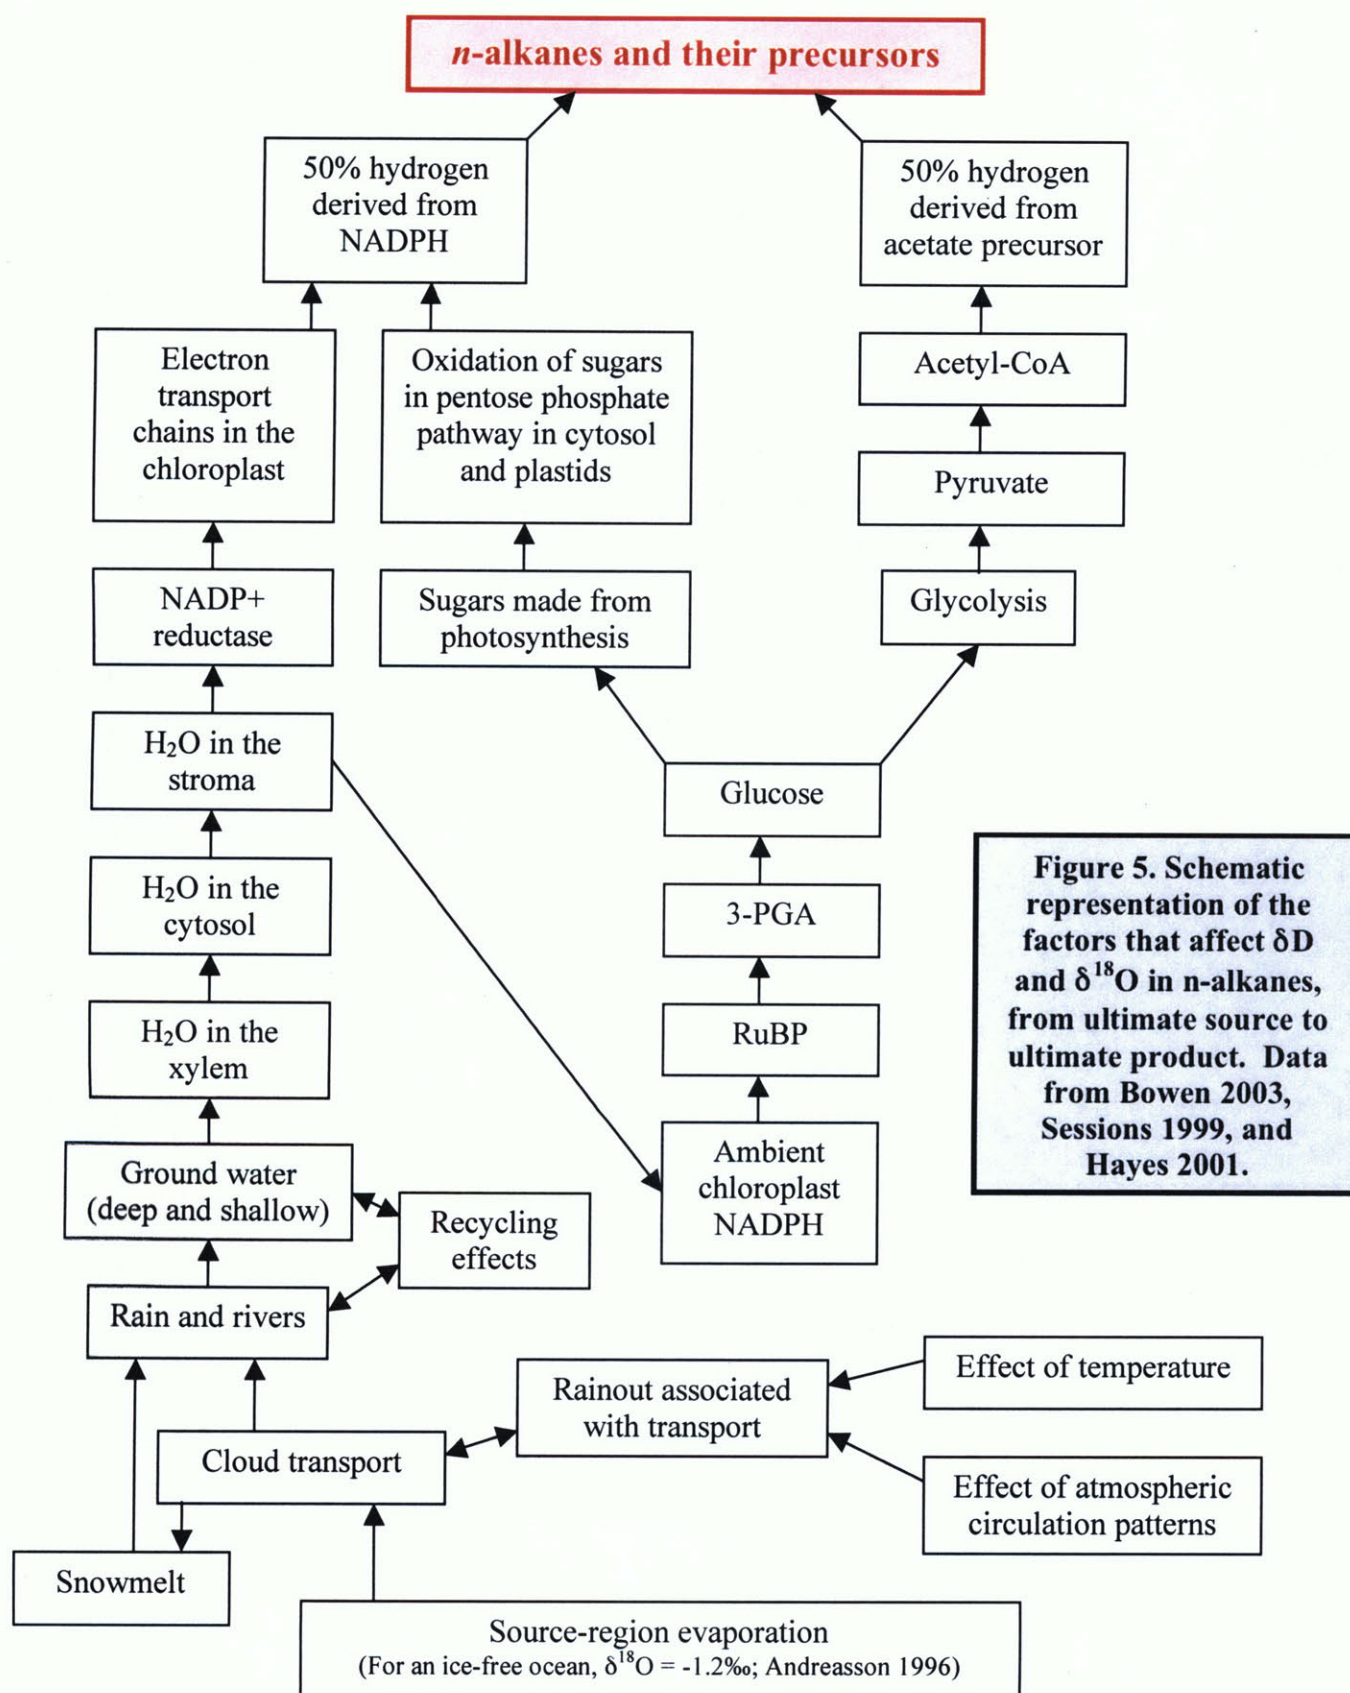 n-alkanes and their precursors
50% hydrogen
derived from
NADPH
50% hydrogen
derived from
acetate precursor
Electron
transport
chains in the
chloroplast
Oxidation of sugars
in pentose phosphate
pathway in cytosol
and plastids
Acetyl-CoA
Pyruvate
NADP+
reductase
Sugars made from
photosynthesis
Glycolysis
H₂O in the
stroma
Glucose
H₂O in the
cytosol
3-PGA
Figure 5. Schematic
representation of the
factors that affect δD
and δ¹⁸O in n-alkanes,
from ultimate source to
ultimate product. Data
from Bowen 2003,
Sessions 1999, and
Hayes 2001.
H₂O in the
xylem
RuBP
Ground water
(deep and shallow)
Recycling
effects
Ambient
chloroplast
NADPH
Rain and rivers
Rainout associated
with transport
Effect of temperature
Cloud transport
Effect of atmospheric
circulation patterns
Snowmelt
Source-region evaporation
(For an ice-free ocean, δ¹⁸O = -1.2‰; Andreasson 1996)